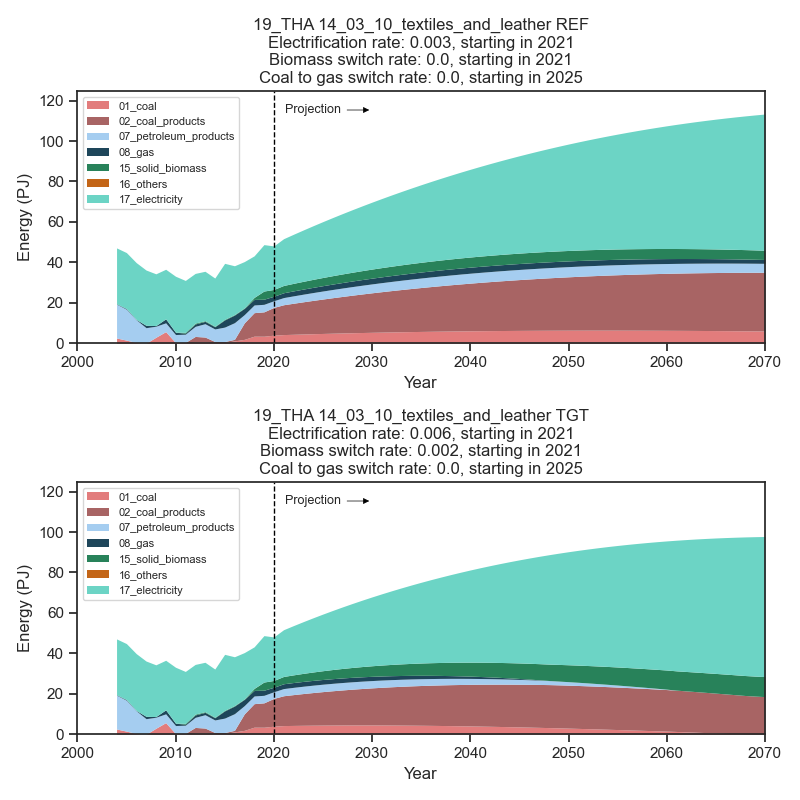 19_THA 14_03_10_textiles_and_leather REF
Electrification rate: 0.003, starting in 2021
Biomass switch rate: 0.0, starting in 2021
Coal to gas switch rate: 0.0, starting in 2025
120
100
80
60
40
20
0
Energy (PJ)
01_coal
02_coal_products
07_petroleum_products
08_gas
15_solid_biomass
16_others
17_electricity
Projection
2000
2010
2020
2030
2040
2050
2060
2070
Year
19_THA 14_03_10_textiles_and_leather TGT
Electrification rate: 0.006, starting in 2021
Biomass switch rate: 0.002, starting in 2021
Coal to gas switch rate: 0.0, starting in 2025
120
100
80
60
40
20
0
Energy (PJ)
01_coal
02_coal_products
07_petroleum_products
08_gas
15_solid_biomass
16_others
17_electricity
Projection
2000
2010
2020
2030
2040
2050
2060
2070
Year